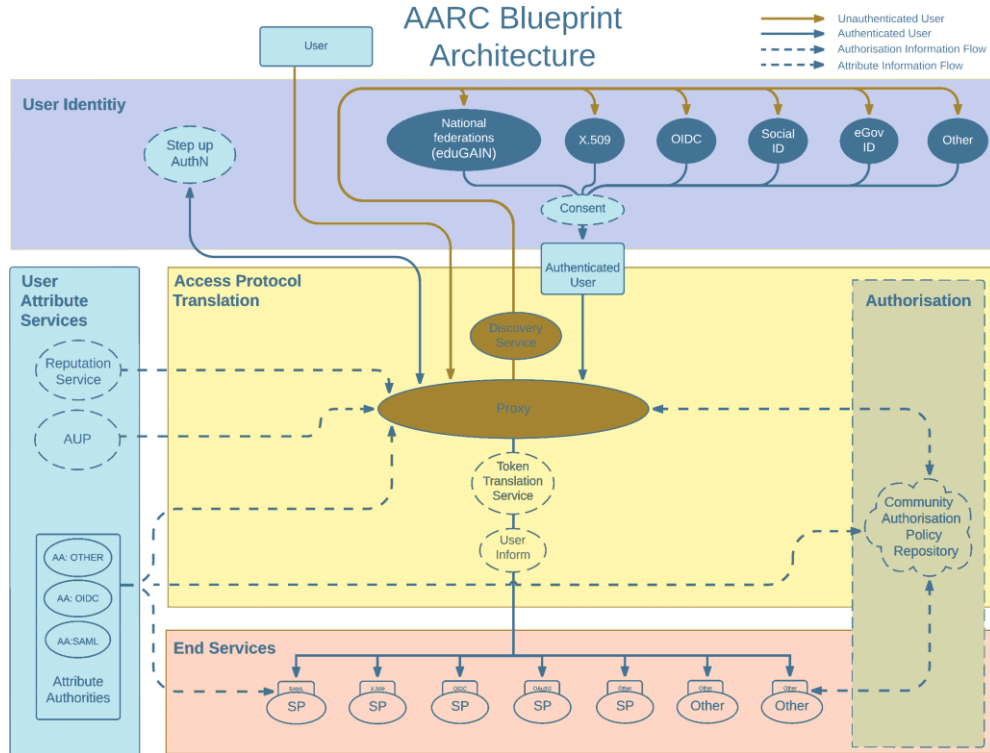 AARC Blueprint
Architecture
Unauthenticated User
Authenticated User
Authorisation Information Flow
Attribute Information Flow
User
User Identitiy
Step up
AuthN
National
federations
(eduGAIN)
X.509
OIDC
Social
ID
eGov
ID
Other
Consent
Authenticated
User
User
Attribute
Services
Reputation
Service
AUP
AA: OTHER
AA: OIDC
AA:SAML
Attribute
Authorities
Access Protocol
Translation
Discovery
Service
Proxy
Token
Translation
Service
User
Inform
Authorisation
Community
Authorisation
Policy
Repository
End Services
SAML
SP
X.509
SP
OIDC
SP
OAuth2
SP
Other
SP
Other
Other
Other
Other